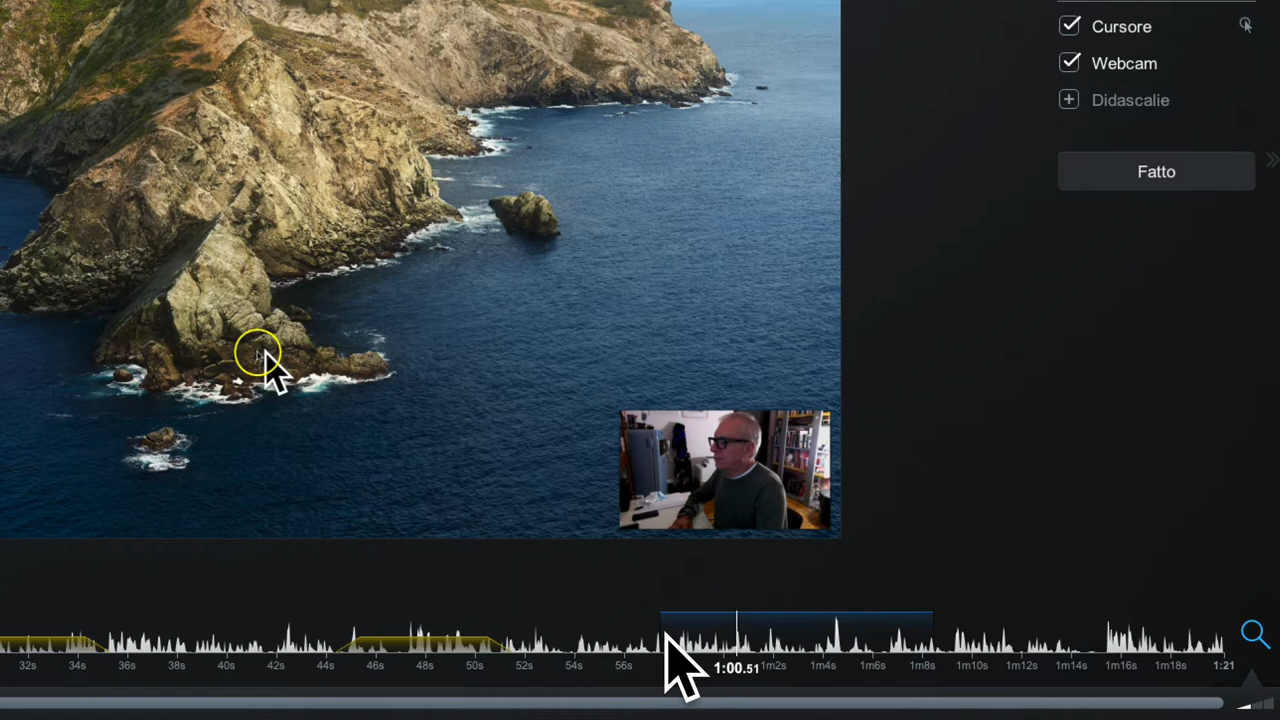 Cursore
Webcam
Didascalie
Fatto
32s 34s 36s 38s 40s 42s 44s 46s 48s 50s 52s 54s 56s 1:00.51 1m2s 1m4s 1m6s 1m8s 1m10s 1m12s 1m14s 1m16s 1m18s 1:21